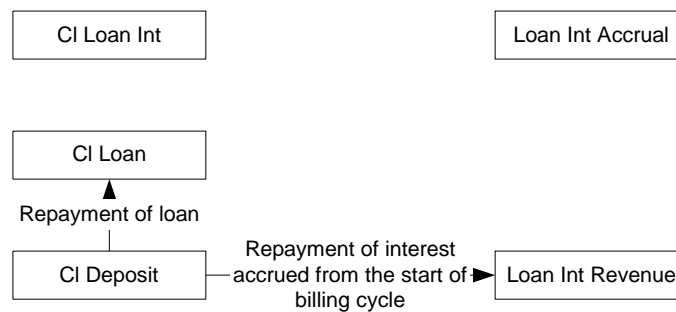 Cl Loan Int
Loan Int Accrual
Cl Loan
Repayment of loan
Cl Deposit
Repayment of interest
accrued from the start of
billing cycle
Loan Int Revenue